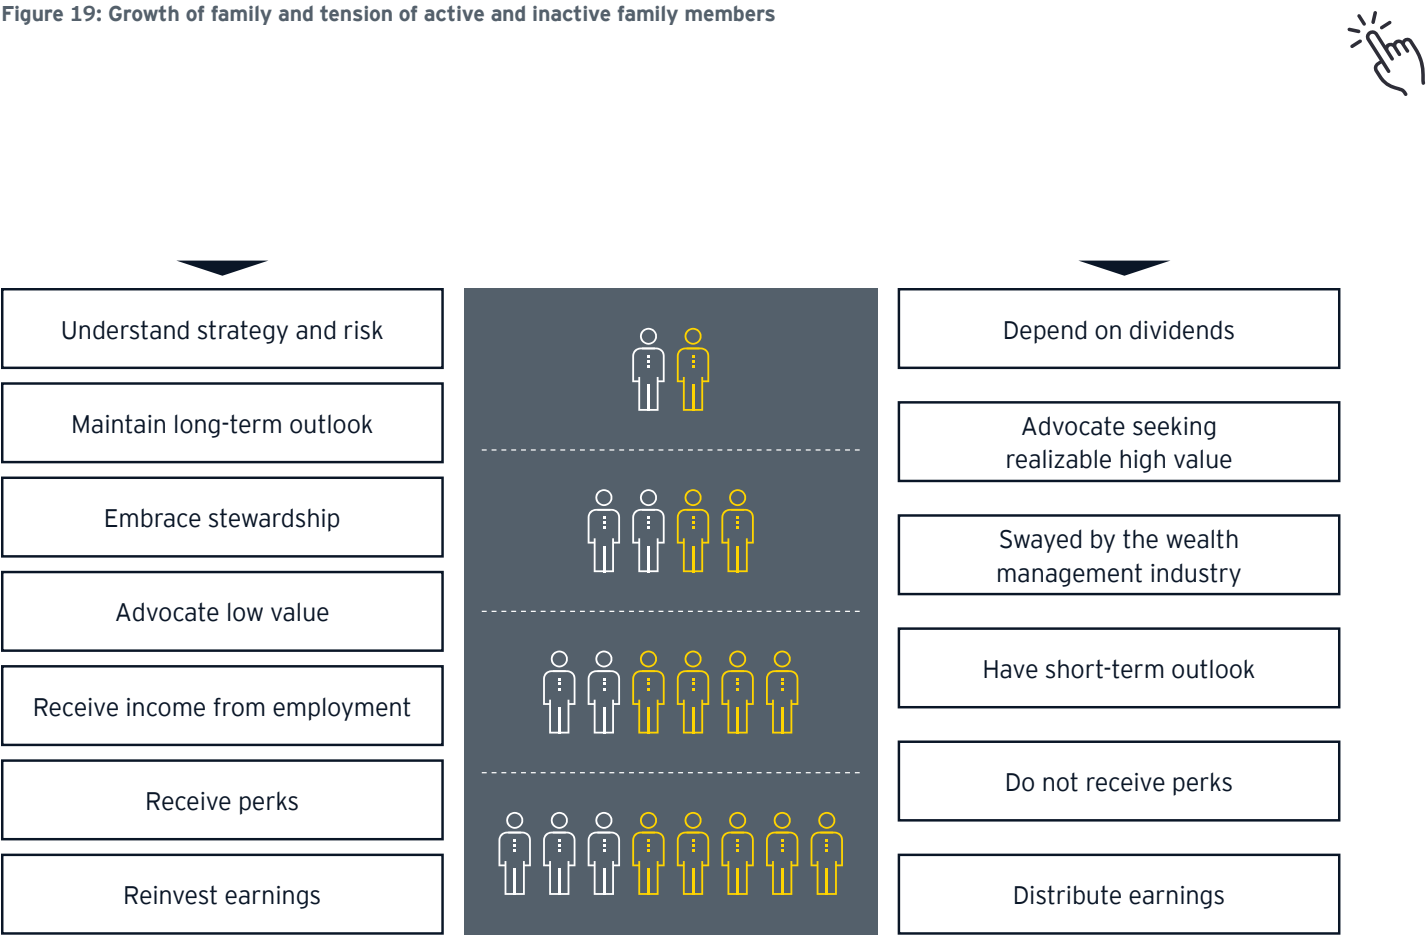 Figure 19: Growth of family and tension of active and inactive family members
Understand strategy and risk
Maintain long-term outlook
Embrace stewardship
Advocate low value
Receive income from employment
Receive perks
Reinvest earnings
Depend on dividends
Advocate seeking
realizable high value
Swayed by the wealth
management industry
Have short-term outlook
Do not receive perks
Distribute earnings